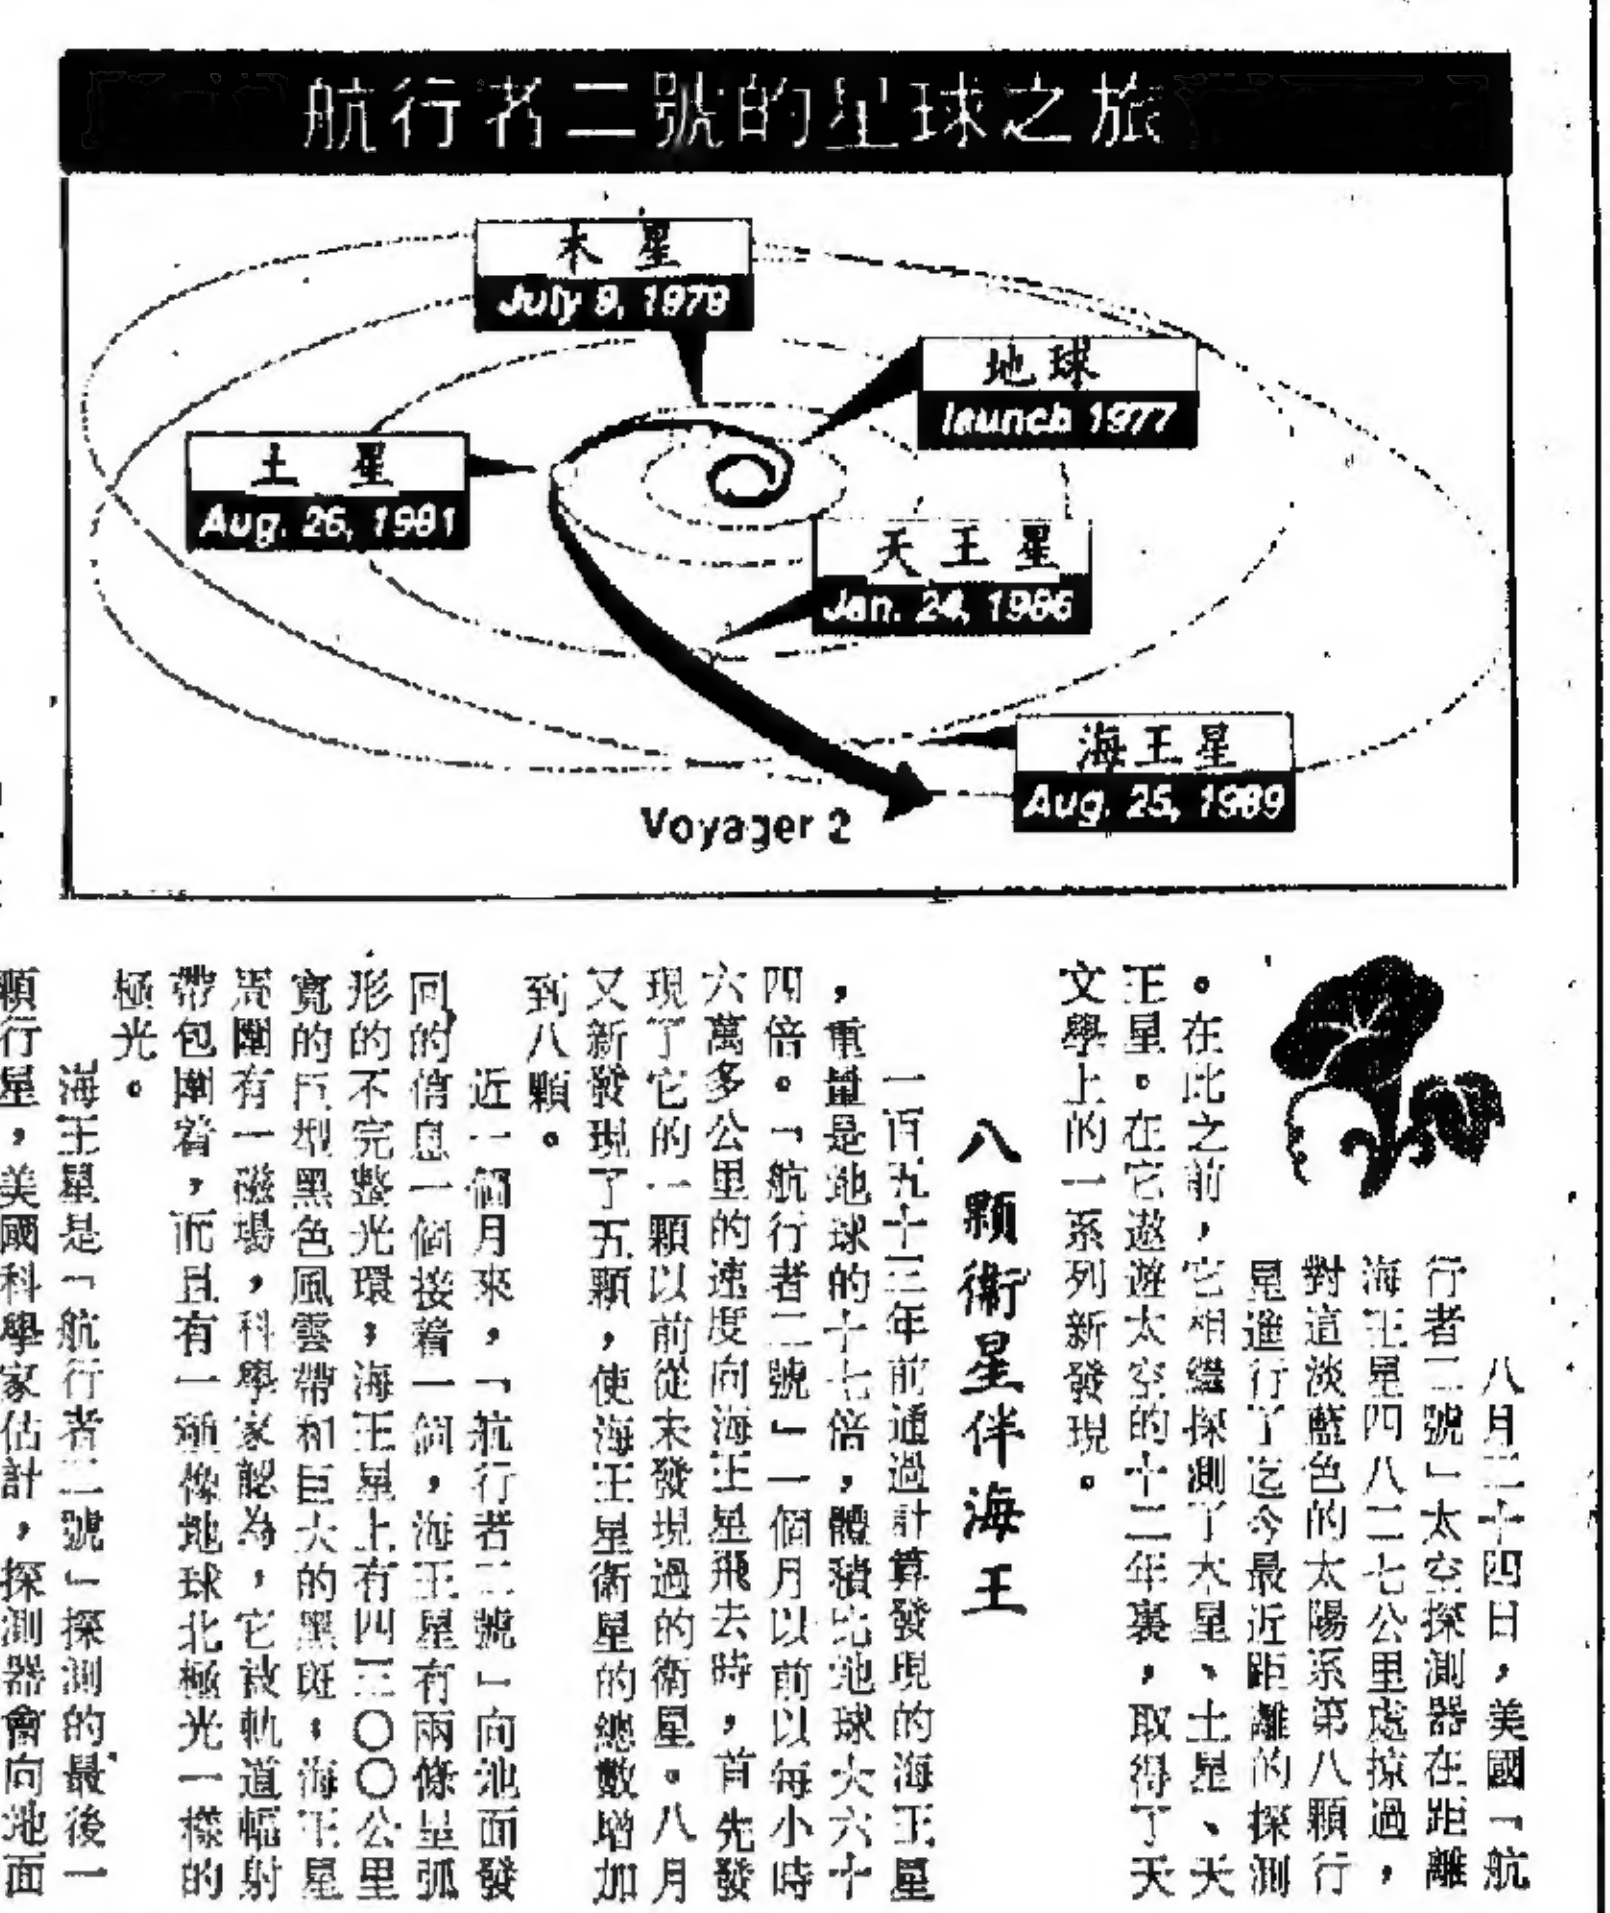 航行者二號的星球之旅
木星
July 9, 1979
地球
launch 1977
土星
Aug. 26, 1981
天王星
Jan. 24, 1986
海王星
Aug. 25, 1989
Voyager 2
八月二十四日，美國「航
行者二號」太空探測器在距離
海王星四八二七公里處掠過，
對這淡藍色的太陽系第八顆行
星進行了迄今最近距離的探測
。在此之前，它相繼探測了木星、土星、天
王星。在它遨遊太空的十二年裏，取得了天
文學上的一系列新發現。
八顆衞星伴海王
一百五十三年前通過計算發現的海王星
，重量是地球的十七倍，體積比地球大六十
四倍。「航行者二號」一個月以前以每小時
六萬多公里的速度向海王星飛去時，首先發
現了它的一顆以前從未發現過的衞星。八月
又新發現了五顆，使海王星衞星的總數增加
到八顆。
近一個月來，「航行者二號」向地面發
回的信息一個接着一個，海王星有兩條呈弧
形的不完整光環；海王星上有四三〇〇公里
寬的巨型黑色風雲帶和巨大的黑斑；海王星
周圍有一磁場，科學家認為，它被軌道輻射
帶包圍着，而且有一種像地球北極光一樣的
極光。
海王星是「航行者二號」探測的最後一
顆行星，美國科學家估計，探測器會向地面